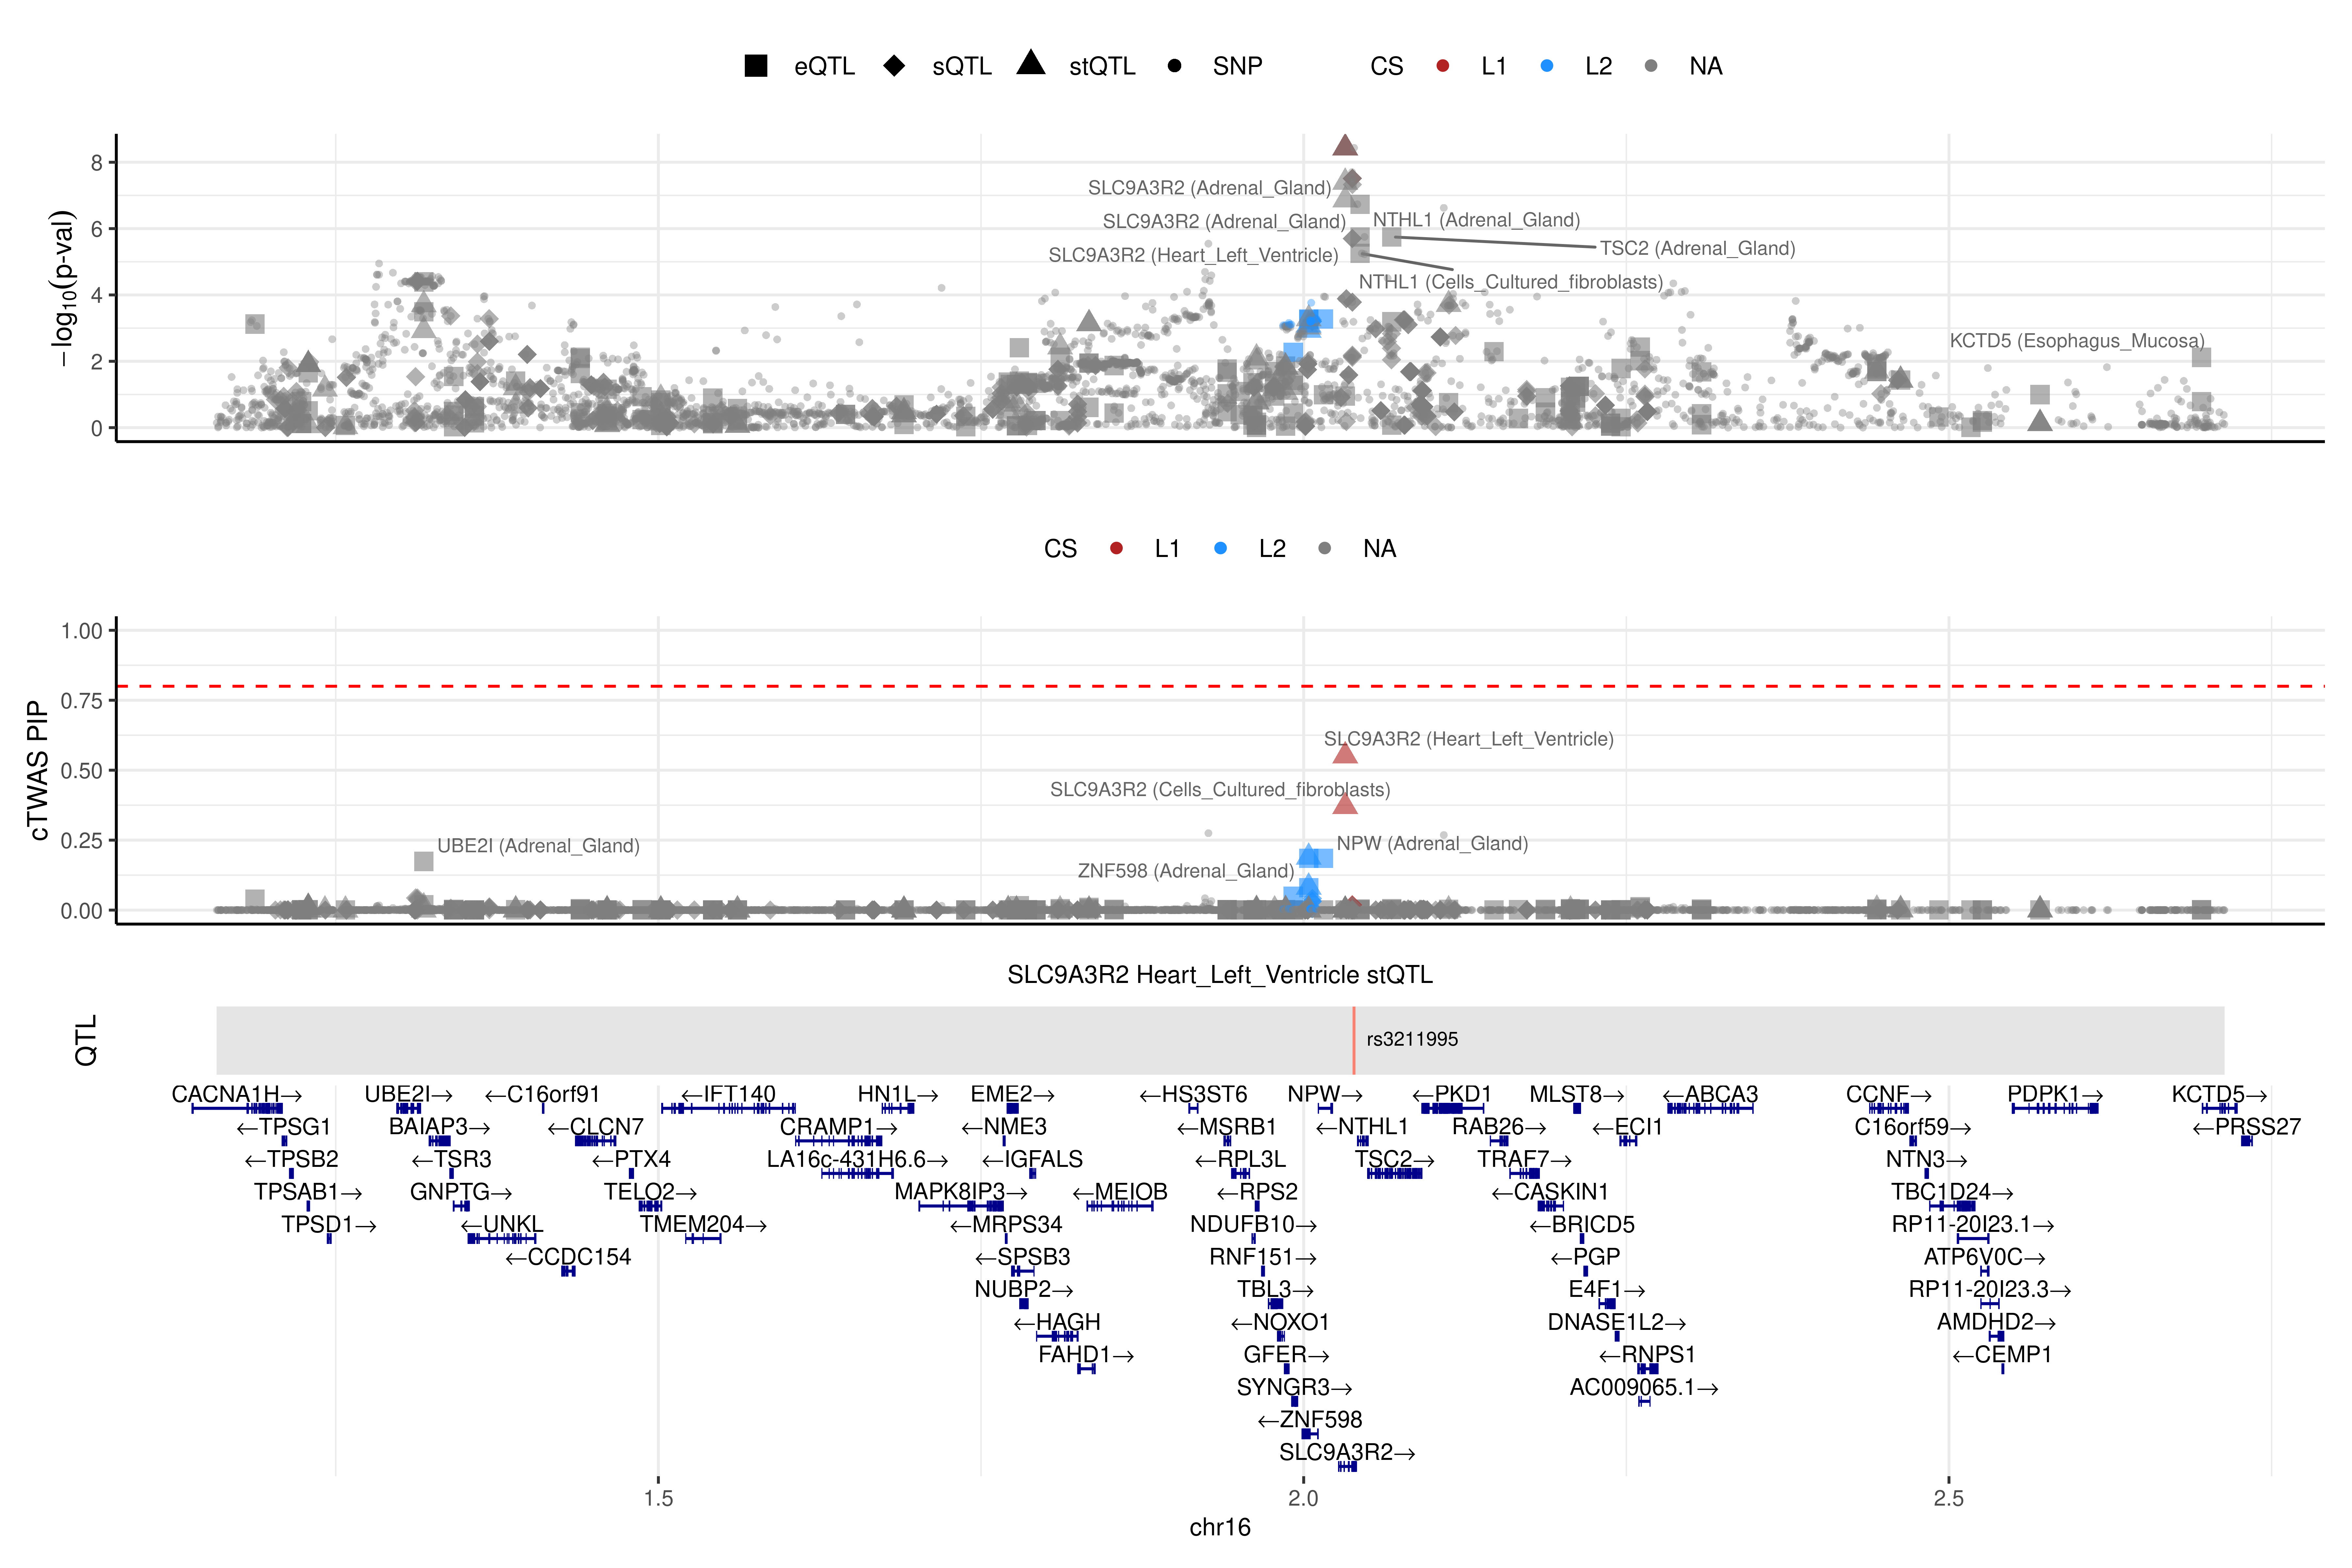 eQTL sQTL stQTL SNP CS L1 L2 NA
−log10(p-val)
8
6
4
2
0
SLC9A3R2 (Adrenal_Gland)
SLC9A3R2 (Adrenal_Gland)
NTHL1 (Adrenal_Gland)
TSC2 (Adrenal_Gland)
SLC9A3R2 (Heart_Left_Ventricle)
NTHL1 (Cells_Cultured_fibroblasts)
KCTD5 (Esophagus_Mucosa)
CS L1 L2 NA
cTWAS PIP
1.00
0.75
0.50
0.25
0.00
SLC9A3R2 (Heart_Left_Ventricle)
SLC9A3R2 (Cells_Cultured_fibroblasts)
UBE2I (Adrenal_Gland)
NPW (Adrenal_Gland)
ZNF598 (Adrenal_Gland)
SLC9A3R2 Heart_Left_Ventricle stQTL
QTL
rs3211995
CACNA1H→ UBE2I→ ←C16orf91 ←IFT140 HN1L→ EME2→ ←HS3ST6 NPW→ ←PKD1 MLST8→ ←ABCA3 CCNF→ PDPK1→ KCTD5→
←TPSG1 BAIAP3→ ←CLCN7 CRAMP1→ ←NME3 ←MSRB1 ←NTHL1 RAB26→ ←ECI1 C16orf59→ ←PRSS27
←TPSB2 ←TSR3 ←PTX4 LA16c-431H6.6→ ←IGFALS ←RPL3L TSC2→ TRAF7→ NTN3→
TPSAB1→ GNPTG→ TELO2→ MAPK8IP3→ ←MEIOB ←RPS2 ←CASKIN1 TBC1D24→
TPSD1→ ←UNKL TMEM204→ ←MRPS34 NDUFB10→ ←BRICD5 RP11-20I23.1→
←CCDC154 ←SPSB3 RNF151→ ←PGP ATP6V0C→
NUBP2→ TBL3→ E4F1→ RP11-20I23.3→
←HAGH ←NOXO1 DNASE1L2→ AMDHD2→
FAHD1→ GFER→ ←RNPS1 ←CEMP1
SYNGR3→ AC009065.1→
←ZNF598
SLC9A3R2→
1.5 2.0 2.5
chr16